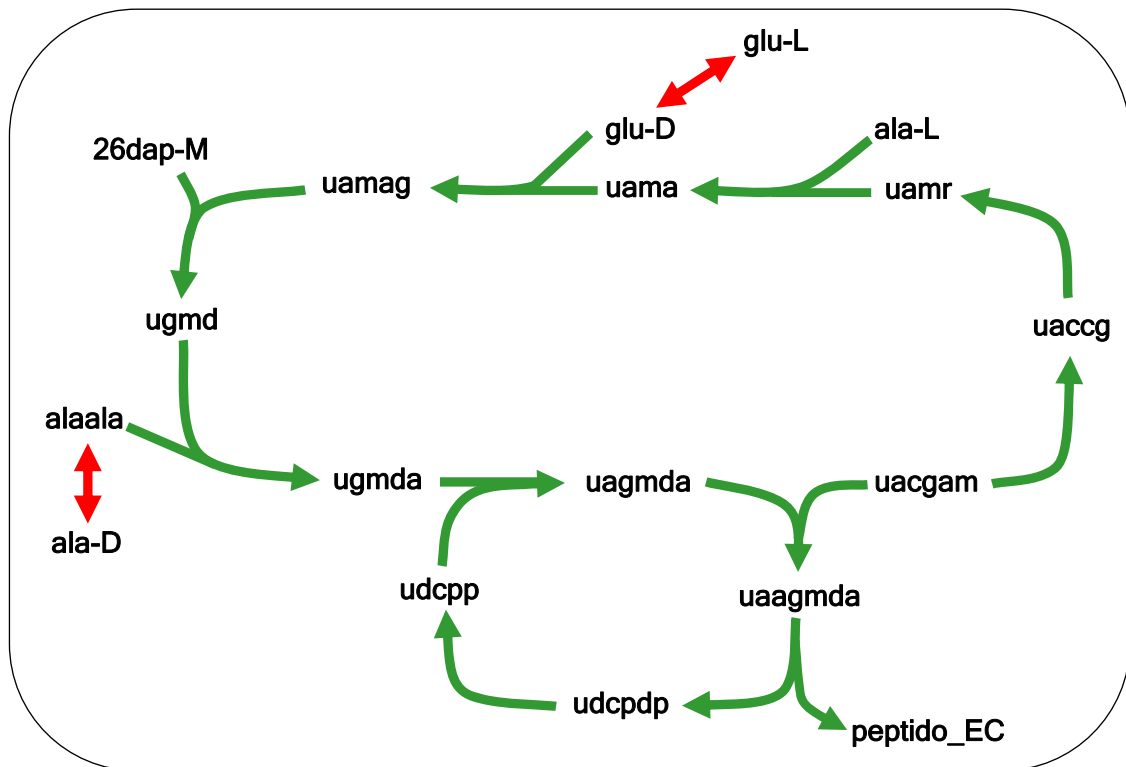 glu-L
glu-D
ala-L
26dap-M
uamag
uama
uamr
ugmd
uaccg
alaala
ugmda
uagmda
uacgam
ala-D
udcpp
uaagmda
udcpdp
peptido_EC